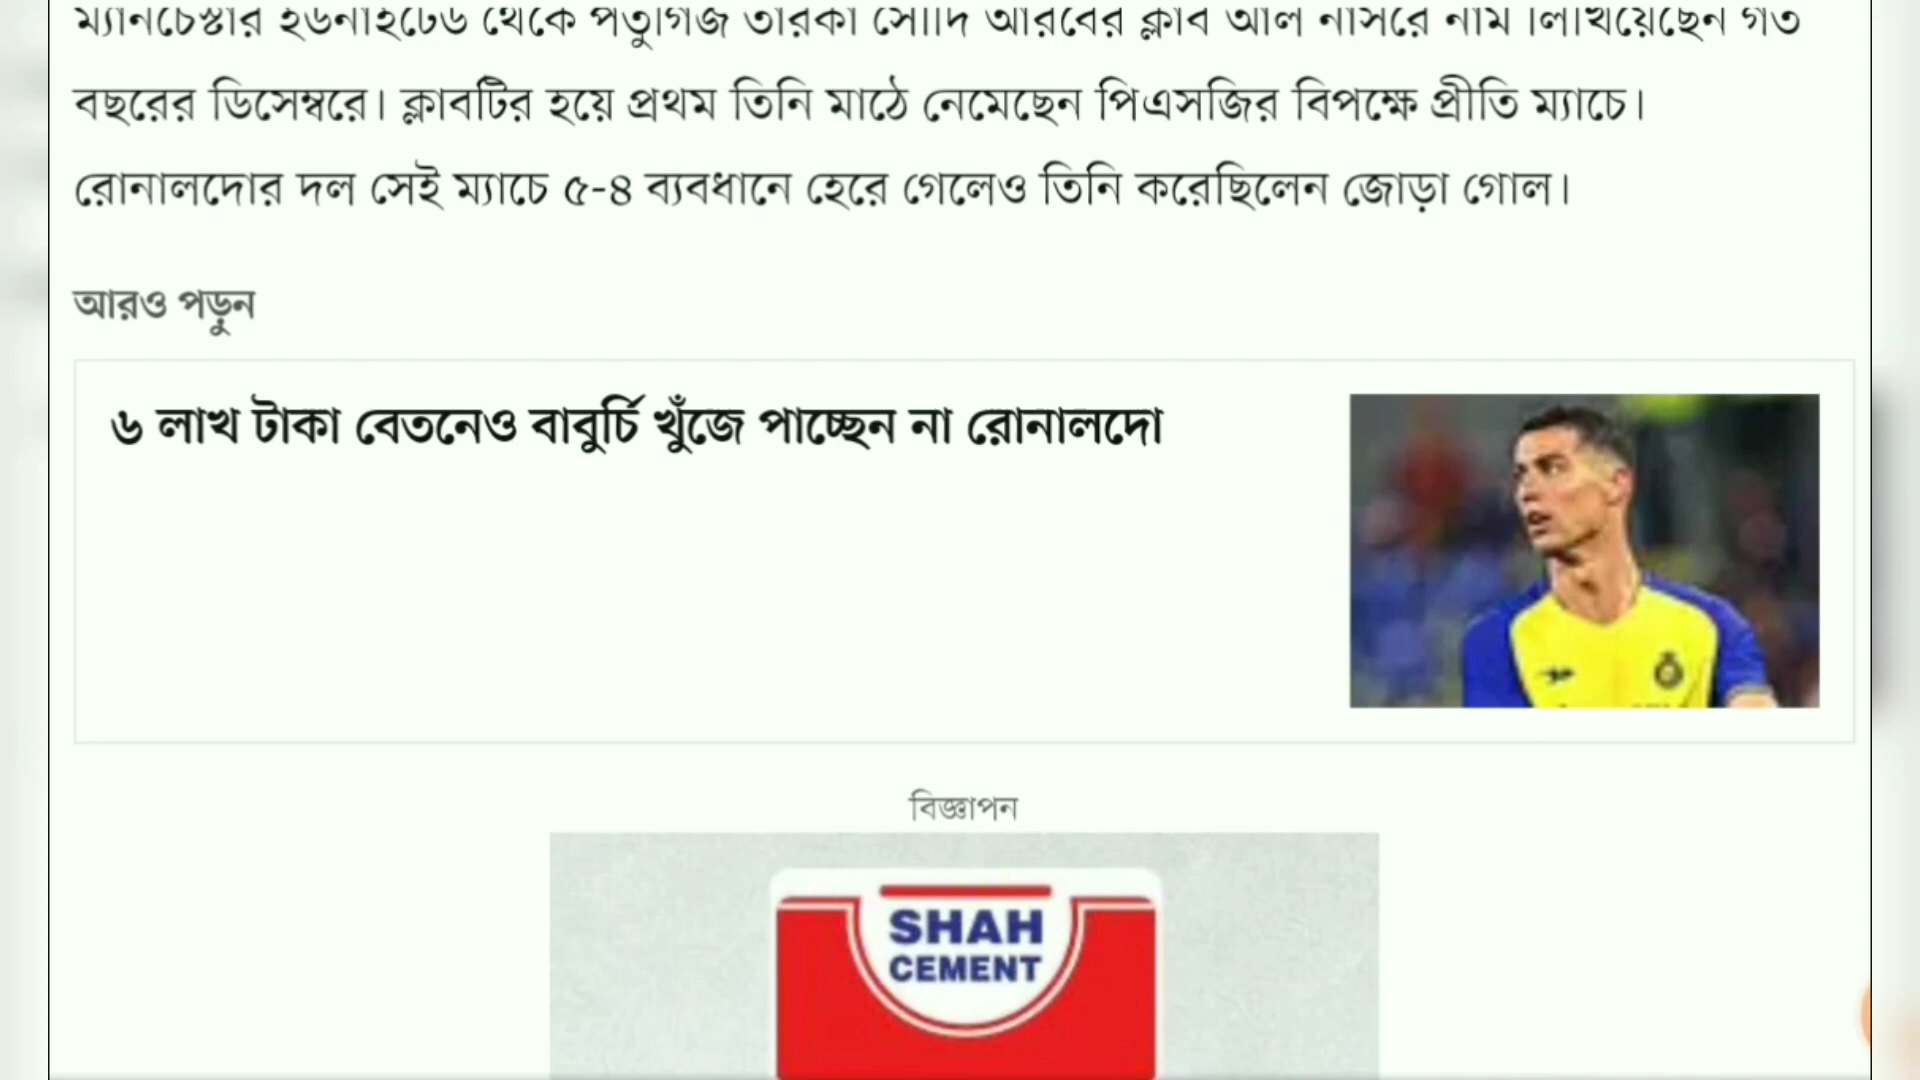 ম্যানচেস্টার ইউনাইটেড থেকে পর্তুগিজ তারকা সৌদি আরবের ক্লাব আল নাসরে নাম লিখিয়েছেন গত
বছরের ডিসেম্বরে। ক্লাবটির হয়ে প্রথম তিনি মাঠে নেমেছেন পিএসজির বিপক্ষে প্রীতি ম্যাচে।
রোনালদোর দল সেই ম্যাচে ৫-৪ ব্যবধানে হেরে গেলেও তিনি করেছিলেন জোড়া গোল।
আরও পড়ুন
৬ লাখ টাকা বেতনেও বাবুর্চি খুঁজে পাচ্ছেন না রোনালদো
বিজ্ঞাপন
SHAH
CEMENT